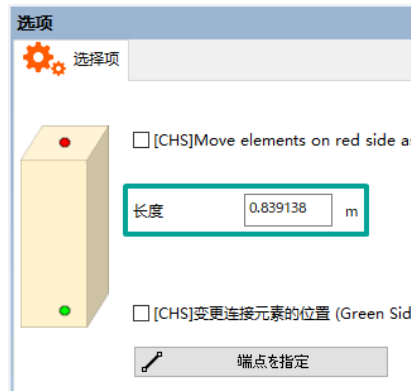 选项
选择项
[CHS]Move elements on red side
长度 0.839138 m
[CHS]变更连接元素的位置 (Green
端点を指定